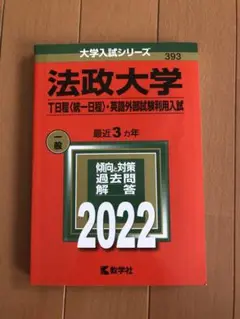 大学入試シリーズ
393
法政大学
T日程〈統一日程〉・英語外部試験利用入試
最近3カ年
一般
傾向と対策
過去問
解答
2022
教学社